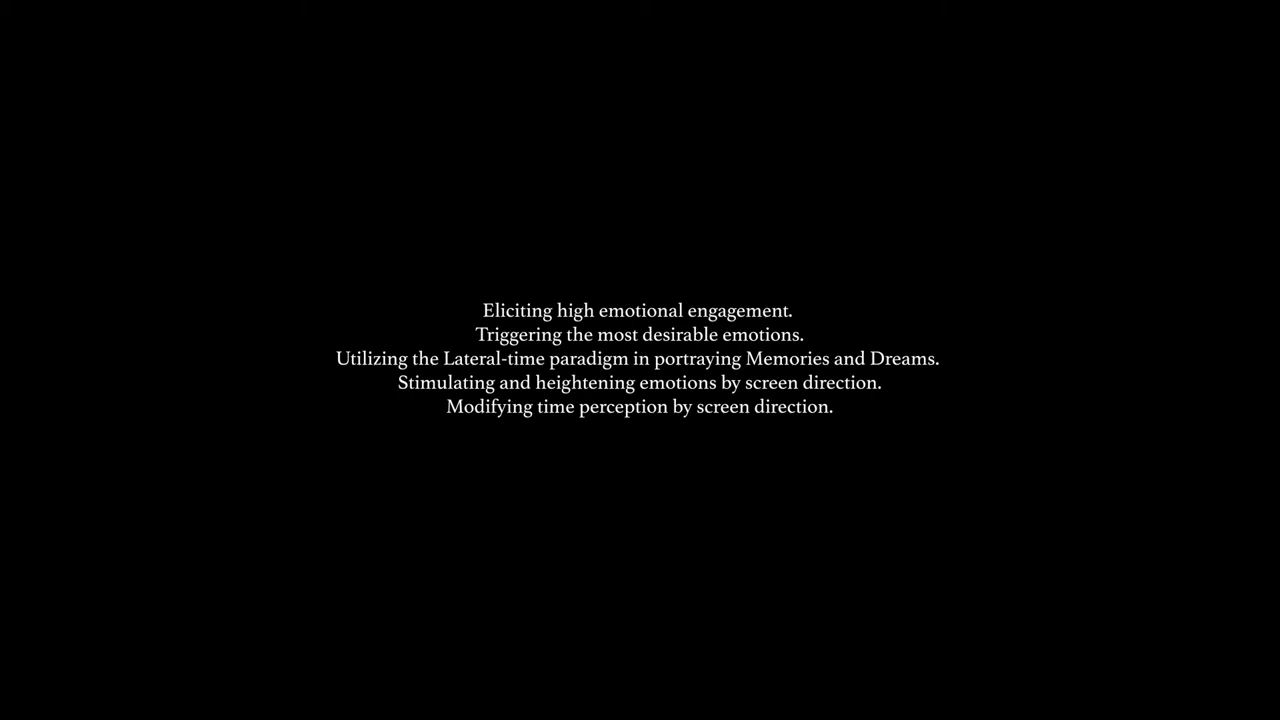 Eliciting high emotional engagement.
Triggering the most desirable emotions.
Utilizing the Lateral-time paradigm in portraying Memories and Dreams.
Stimulating and heightening emotions by screen direction.
Modifying time perception by screen direction.